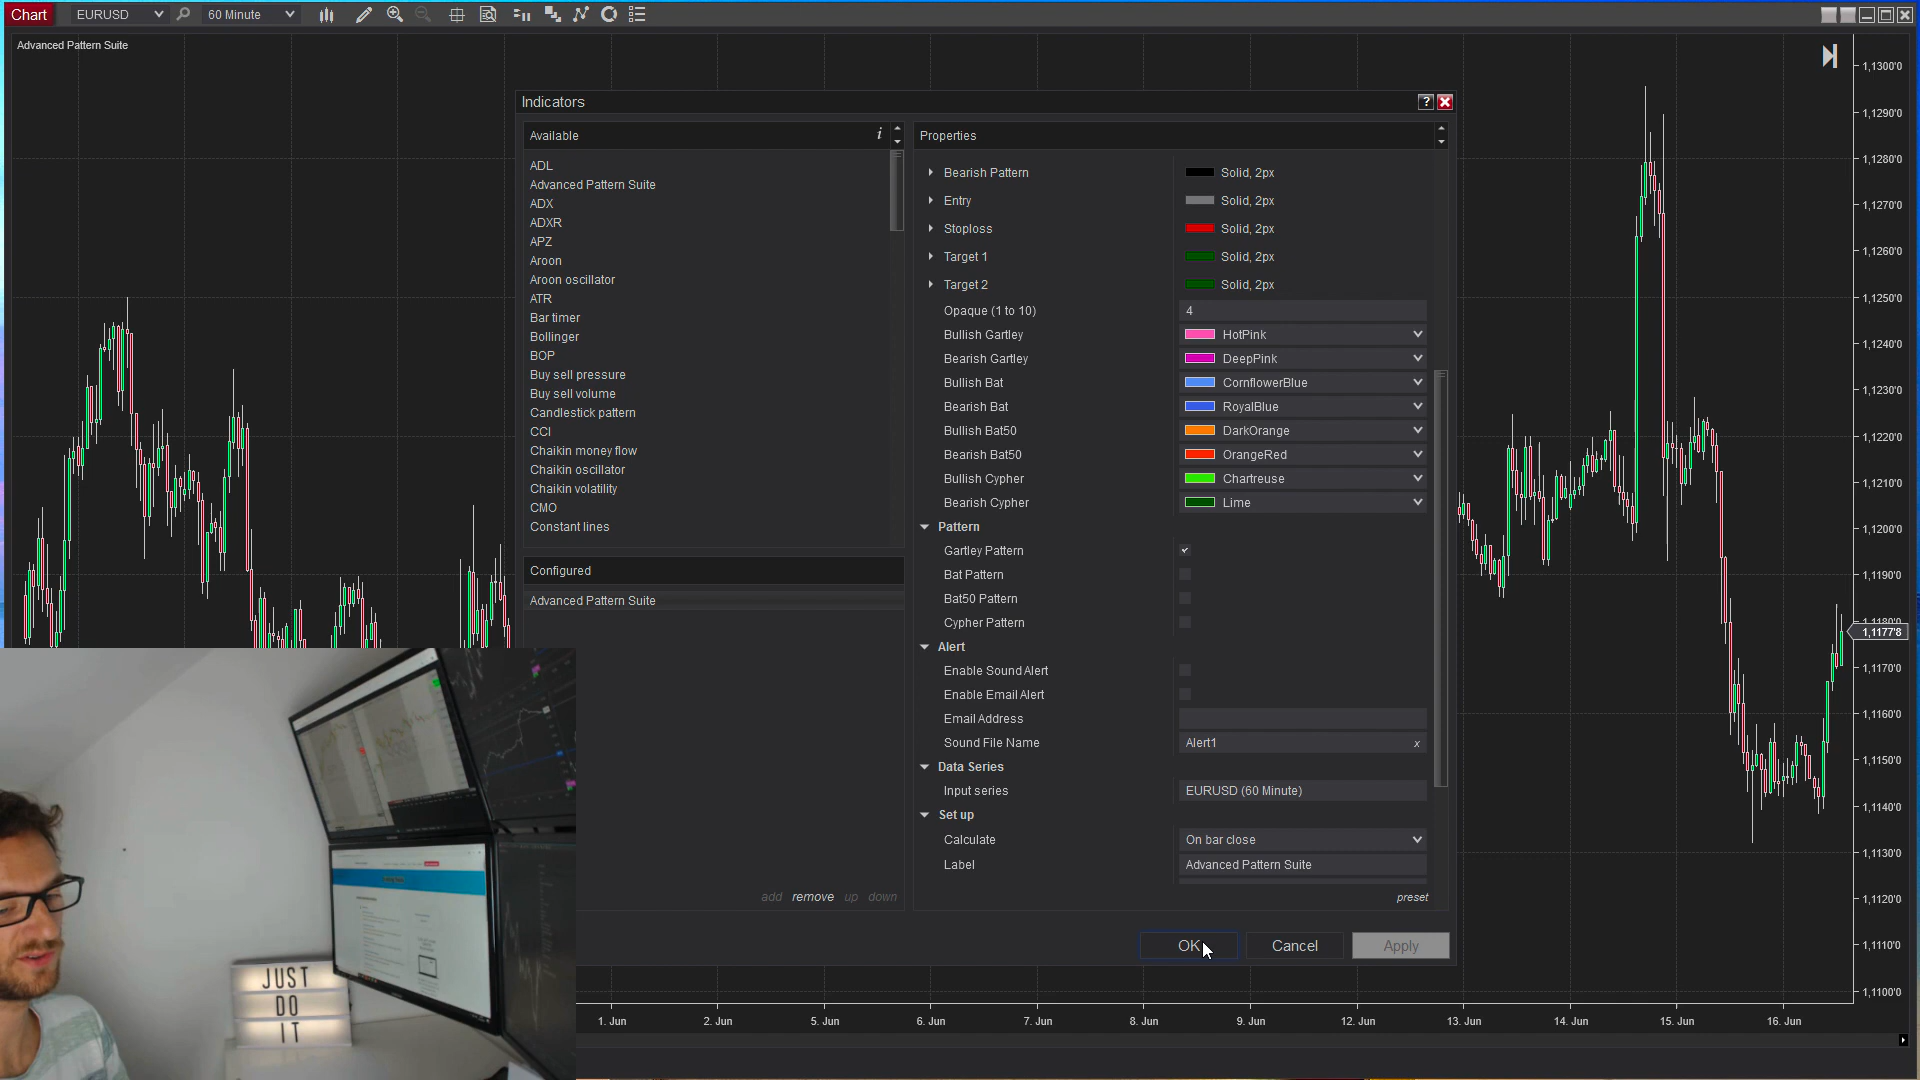 Chart
EURUSD
60 Minute
Advanced Pattern Suite
Indicators
?
Available
i
ADL
Advanced Pattern Suite
ADX
ADXR
APZ
Aroon
Aroon oscillator
ATR
Bar timer
Bollinger
BOP
Buy sell pressure
Buy sell volume
Candlestick pattern
CCI
Chaikin money flow
Chaikin oscillator
Chaikin volatility
CMO
Constant lines
Configured
Advanced Pattern Suite
add remove up down
Properties
Bearish Pattern Solid, 2px
Entry Solid, 2px
Stoploss Solid, 2px
Target 1 Solid, 2px
Target 2 Solid, 2px
Opaque (1 to 10) 4
Bullish Gartley HotPink
Bearish Gartley DeepPink
Bullish Bat CornflowerBlue
Bearish Bat RoyalBlue
Bullish Bat50 DarkOrange
Bearish Bat50 OrangeRed
Bullish Cypher Chartreuse
Bearish Cypher Lime
Pattern
Gartley Pattern
Bat Pattern
Bat50 Pattern
Cypher Pattern
Alert
Enable Sound Alert
Enable Email Alert
Email Address
Sound File Name Alert1 x
Data Series
Input series EURUSD (60 Minute)
Set up
Calculate On bar close
Label Advanced Pattern Suite
preset
OK Cancel Apply
1,1300'0
1,1290'0
1,1280'0
1,1270'0
1,1260'0
1,1250'0
1,1240'0
1,1230'0
1,1220'0
1,1210'0
1,1200'0
1,1190'0
1,1180'0
1,1177'8
1,1170'0
1,1160'0
1,1150'0
1,1140'0
1,1130'0
1,1120'0
1,1110'0
1,1100'0
1. Jun 2. Jun 5. Jun 6. Jun 7. Jun 8. Jun 9. Jun 12. Jun 13. Jun 14. Jun 15. Jun 16. Jun
JUST
DO
IT